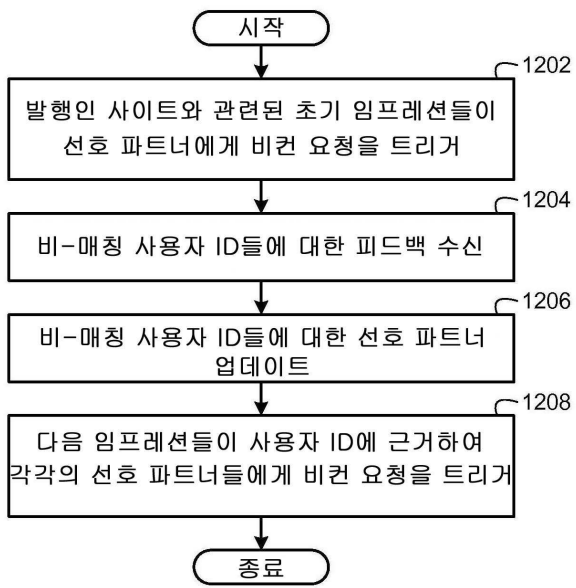 시작
1202
발행인 사이트와 관련된 초기 임프레션들이
선호 파트너에게 비컨 요청을 트리거
1204
비-매칭 사용자 ID들에 대한 피드백 수신
1206
비-매칭 사용자 ID들에 대한 선호 파트너
업데이트
1208
다음 임프레션들이 사용자 ID에 근거하여
각각의 선호 파트너들에게 비컨 요청을 트리거
종료